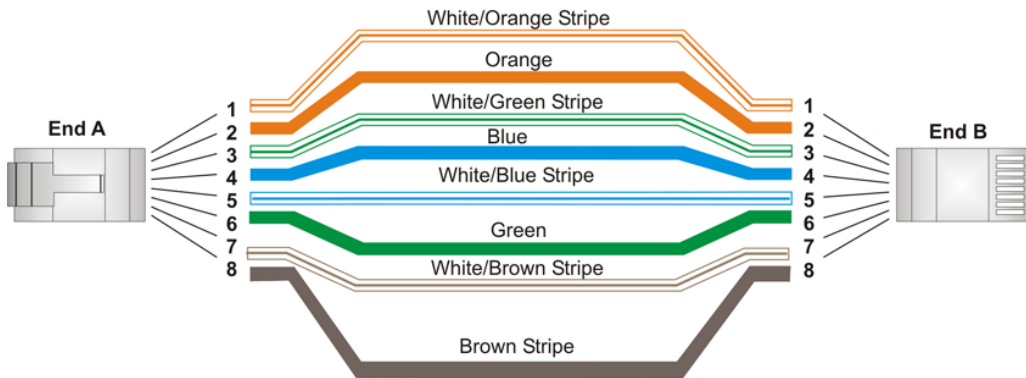 White/Orange Stripe
Orange
1 White/Green Stripe 1
End A 2 Blue 2 End B
3 3
4 White/Blue Stripe 4
5 5
6 Green 6
7 White/Brown Stripe 7
8 8
Brown Stripe